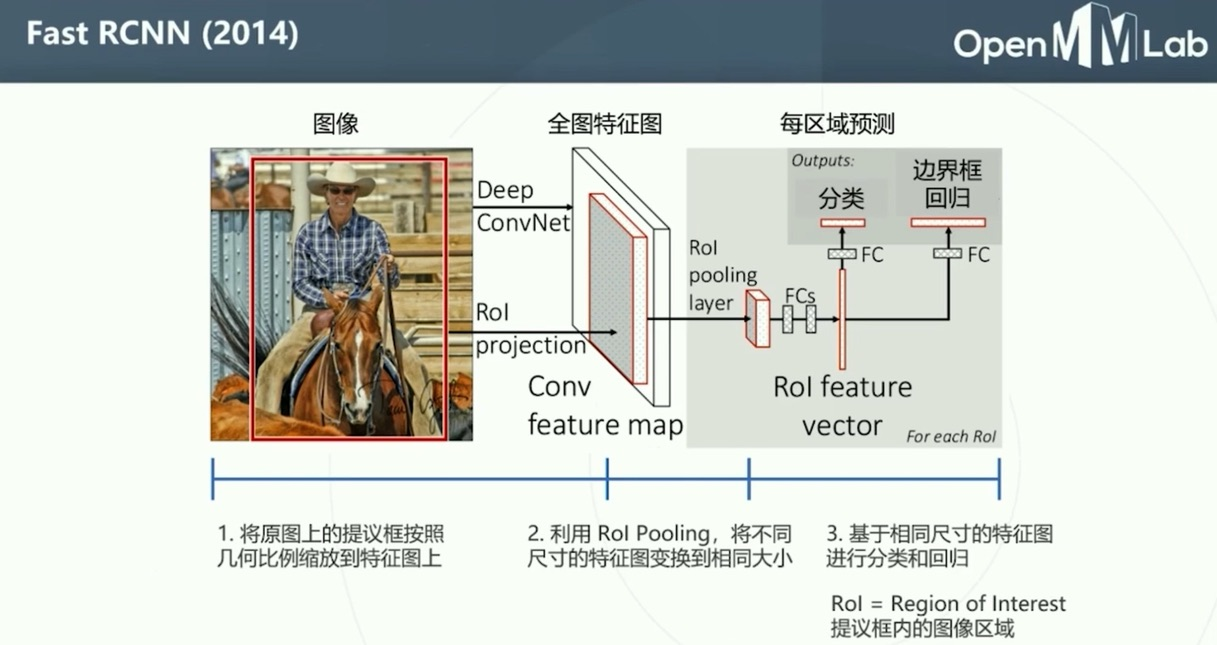 Fast RCNN (2014)
OpenMMLab
图像
全图特征图
每区域预测
Deep
ConvNet
RoI
projection
Conv
feature map
RoI
pooling
layer
FCs
Outputs:
分类
边界框
回归
FC
FC
RoI feature
vector
For each RoI
1. 将原图上的提议框按照
几何比例缩放到特征图上
2. 利用 RoI Pooling，将不同
尺寸的特征图变换到相同大小
3. 基于相同尺寸的特征图
进行分类和回归
RoI = Region of Interest
提议框内的图像区域